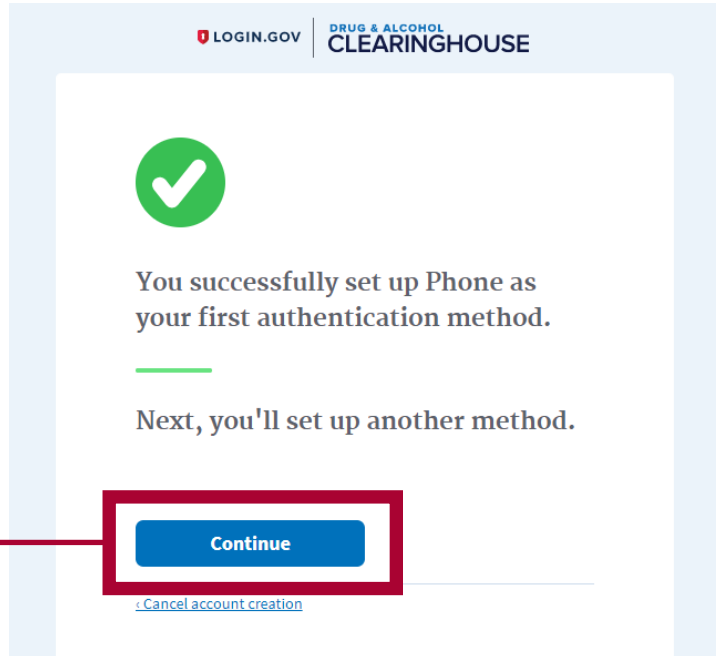 LOGIN.GOV
DRUG & ALCOHOL
CLEARINGHOUSE
You successfully set up Phone as
your first authentication method.
Next, you'll set up another method.
Continue
‹ Cancel account creation